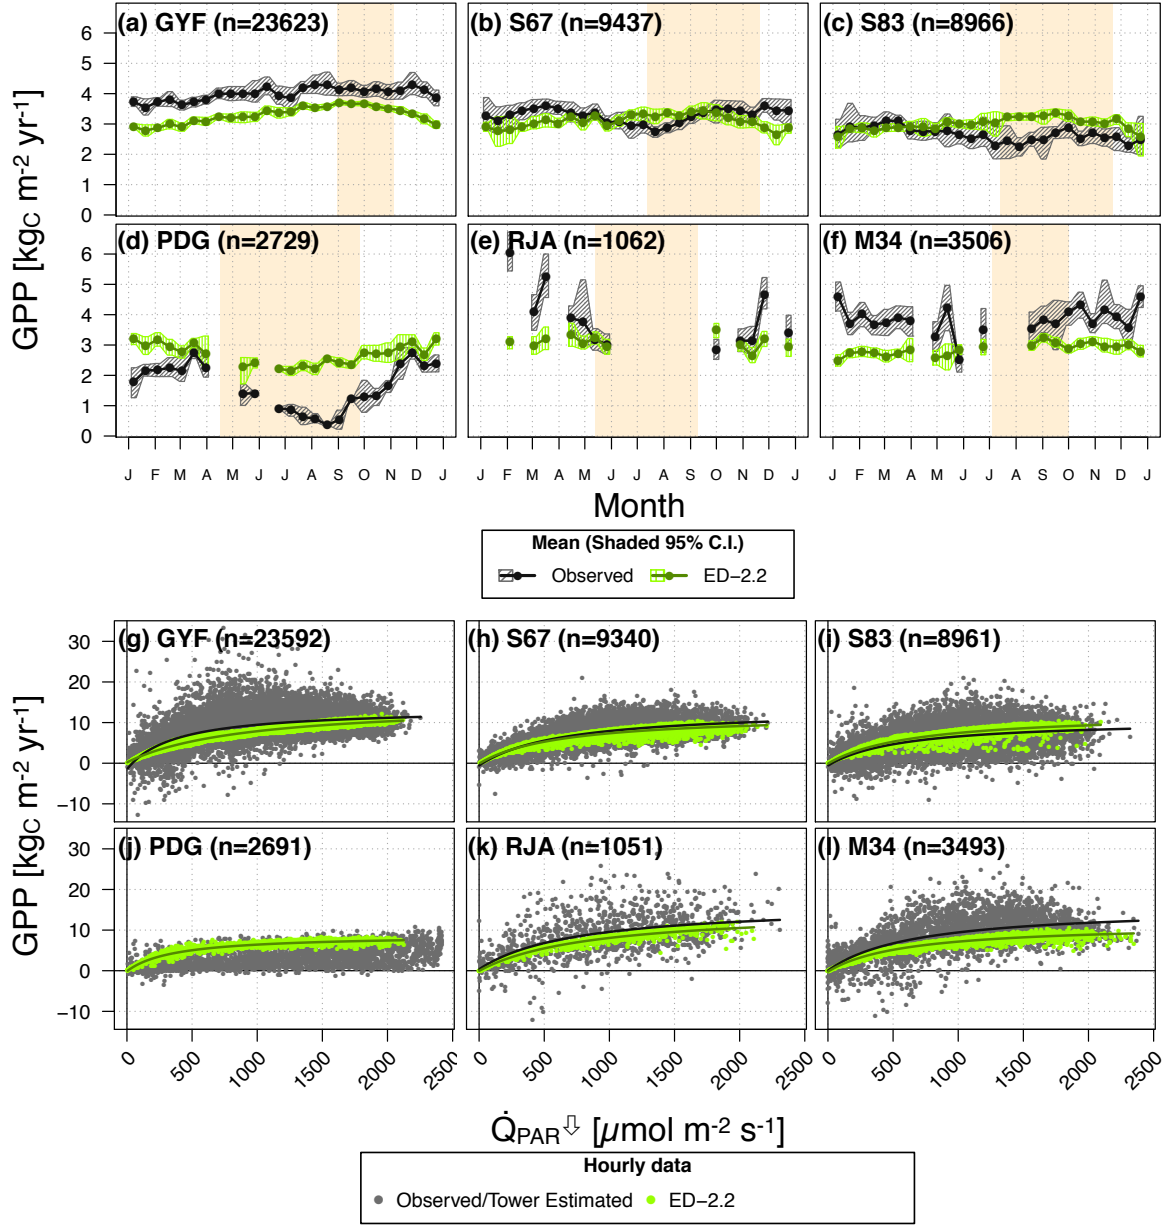 (a) GYF (n=23623)
(b) S67 (n=9437)
(c) S83 (n=8966)
6
5
4
3
2
1
0
(d) PDG (n=2729)
(e) RJA (n=1062)
(f) M34 (n=3506)
6
5
4
3
2
1
0
GPP [kgC m-2 yr-1]
J F M A M J J A S O N D J
J F M A M J J A S O N D J
J F M A M J J A S O N D J
Month
Mean (Shaded 95% C.I.)
Observed ED−2.2
(g) GYF (n=23592)
(h) S67 (n=9340)
(i) S83 (n=8961)
30
20
10
0
−10
(j) PDG (n=2691)
(k) RJA (n=1051)
(l) M34 (n=3493)
30
20
10
0
−10
GPP [kgC m-2 yr-1]
0 500 1000 1500 2000 2500
0 500 1000 1500 2000 2500
0 500 1000 1500 2000 2500
Q̇PAR⇩ [µmol m-2 s-1]
Hourly data
Observed/Tower Estimated ED−2.2